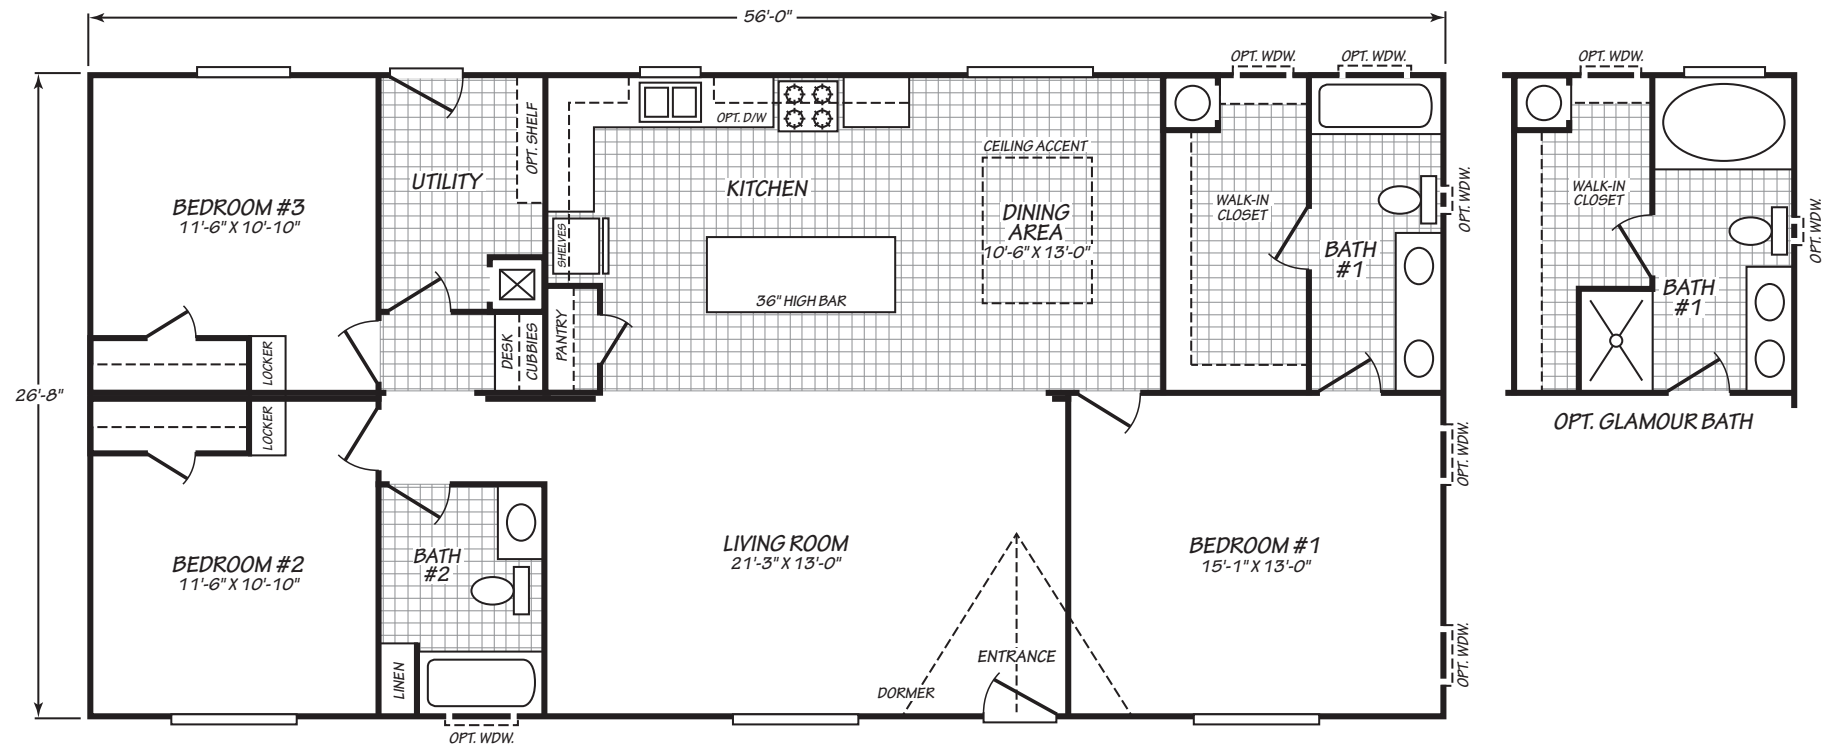 56'-0"
OPT. WDW.
OPT. WDW.
OPT. WDW.
OPT. SHELF
OPT. D/W
CEILING ACCENT
UTILITY
KITCHEN
BEDROOM #3
11'-6" X 10'-10"
DINING
AREA
10'-6" X 13'-0"
WALK-IN
CLOSET
OPT. WDW.
WALK-IN
CLOSET
OPT. WDW.
SHELVES
BATH
#1
BATH
#1
36" HIGH BAR
PANTRY
DESK
CUBBIES
LOCKER
26'-8"
LOCKER
OPT. GLAMOUR BATH
OPT. WDW.
BEDROOM #2
11'-6" X 10'-10"
BATH
#2
LIVING ROOM
21'-3" X 13'-0"
BEDROOM #1
15'-1" X 13'-0"
ENTRANCE
OPT. WDW.
LINEN
DORMER
OPT. WDW.